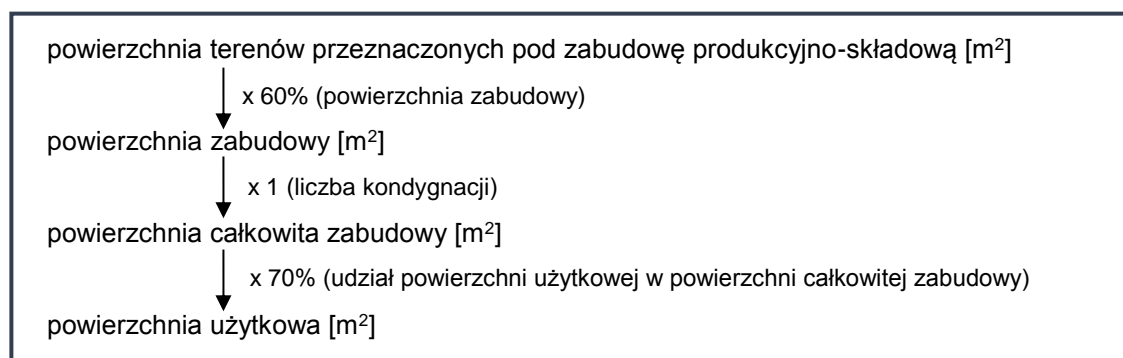 powierzchnia terenów przeznaczonych pod zabudowę produkcyjno-składową [m²]
x 60% (powierzchnia zabudowy)
powierzchnia zabudowy [m²]
x 1 (liczba kondygnacji)
powierzchnia całkowita zabudowy [m²]
x 70% (udział powierzchni użytkowej w powierzchni całkowitej zabudowy)
powierzchnia użytkowa [m²]